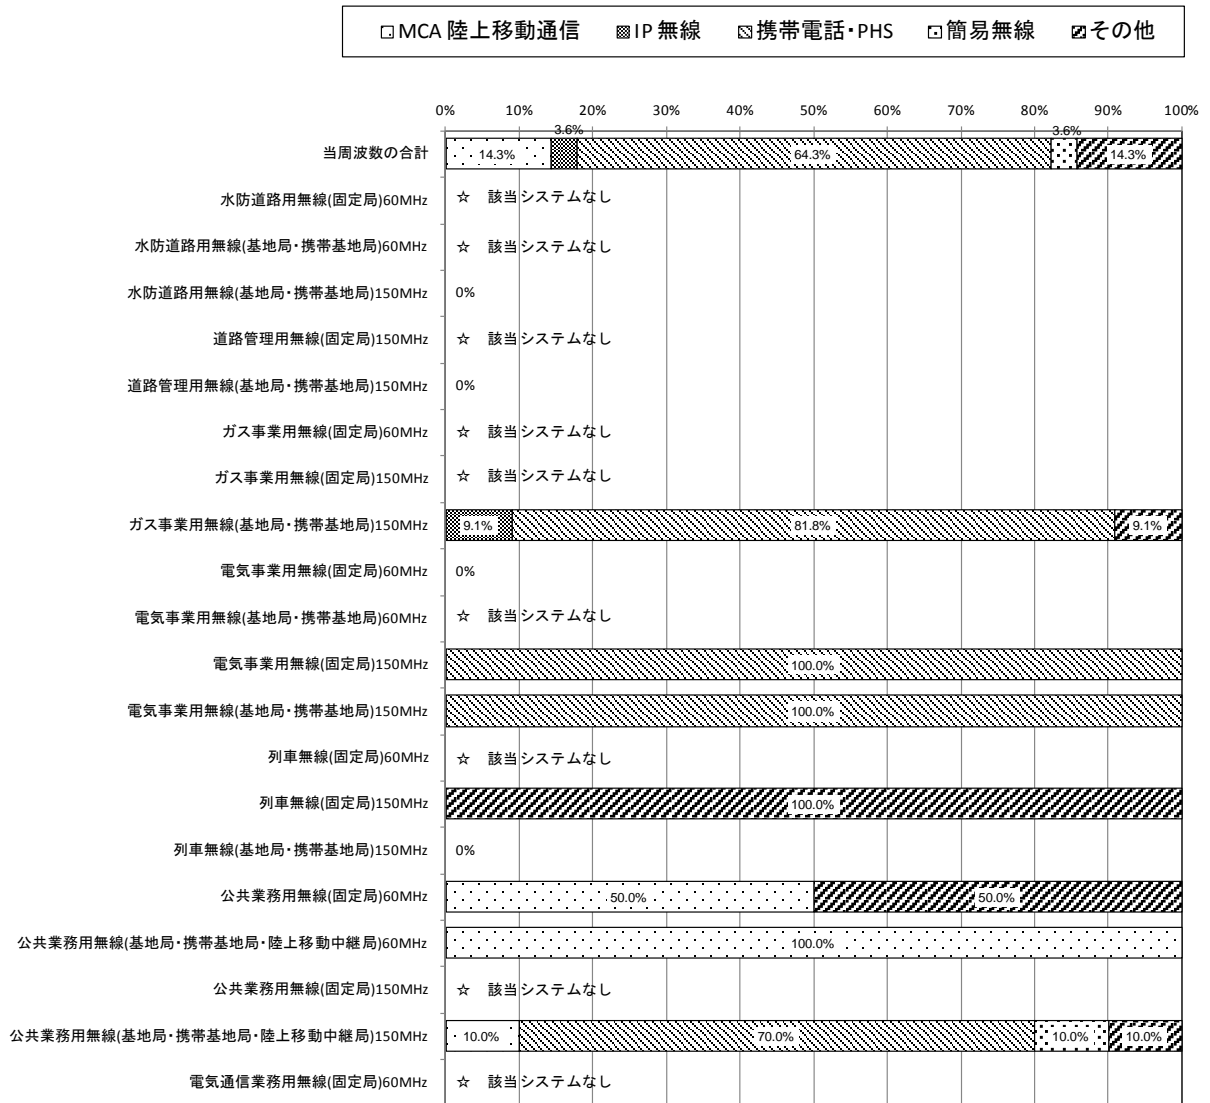 MCA 陸上移動通信 IP 無線 携帯電話・PHS 簡易無線 その他
0% 10% 20% 30% 40% 50% 60% 70% 80% 90% 100%
3.6% 3.6%
当周波数の合計 14.3% 64.3% 14.3%
水防道路用無線(固定局)60MHz ☆ 該当システムなし
水防道路用無線(基地局・携帯基地局)60MHz ☆ 該当システムなし
水防道路用無線(基地局・携帯基地局)150MHz 0%
道路管理用無線(固定局)150MHz ☆ 該当システムなし
道路管理用無線(基地局・携帯基地局)150MHz 0%
ガス事業用無線(固定局)60MHz ☆ 該当システムなし
ガス事業用無線(固定局)150MHz ☆ 該当システムなし
ガス事業用無線(基地局・携帯基地局)150MHz 9.1% 81.8% 9.1%
電気事業用無線(固定局)60MHz 0%
電気事業用無線(基地局・携帯基地局)60MHz ☆ 該当システムなし
電気事業用無線(固定局)150MHz 100.0%
電気事業用無線(基地局・携帯基地局)150MHz 100.0%
列車無線(固定局)60MHz ☆ 該当システムなし
列車無線(固定局)150MHz 100.0%
列車無線(基地局・携帯基地局)150MHz 0%
公共業務用無線(固定局)60MHz 50.0% 50.0%
公共業務用無線(基地局・携帯基地局・陸上移動中継局)60MHz 100.0%
公共業務用無線(固定局)150MHz ☆ 該当システムなし
公共業務用無線(基地局・携帯基地局・陸上移動中継局)150MHz 10.0% 70.0% 10.0% 10.0%
電気通信業務用無線(固定局)60MHz ☆ 該当システムなし